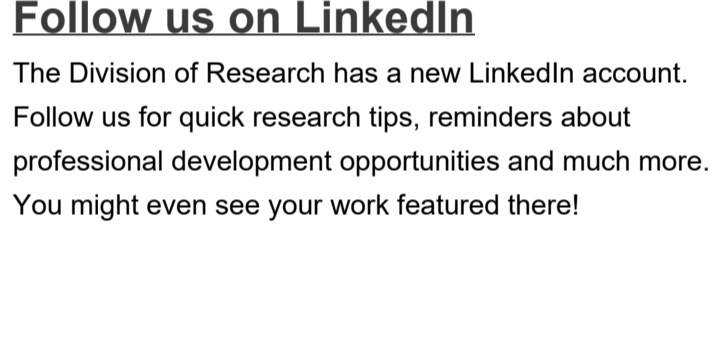 Follow us on LinkedIn
The Division of Research has a new LinkedIn account.
Follow us for quick research tips, reminders about
professional development opportunities and much more.
You might even see your work featured there!